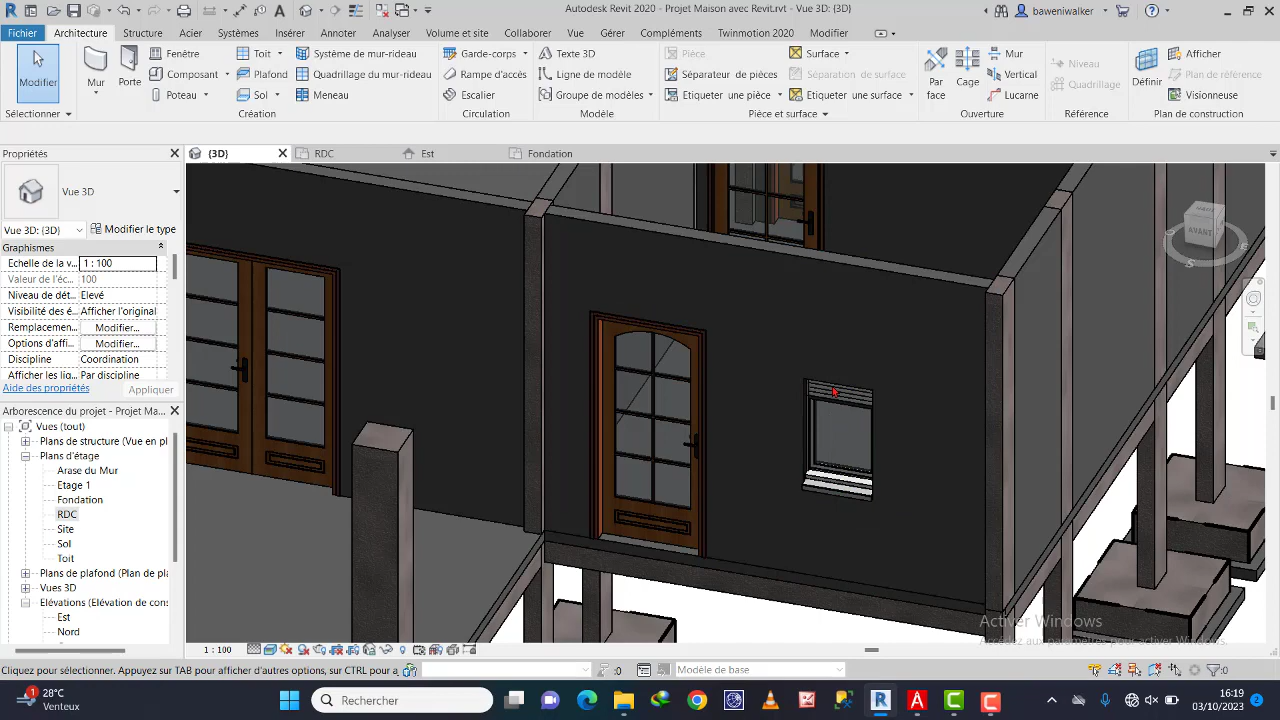 Autodesk Revit 2020 - Projet Maison avec Revit.rvt - Vue 3D: {3D}
baweniwalker
Fichier Architecture Structure Acier Systèmes Insérer Annoter Analyser Volume et site Collaborer Vue Gérer Compléments Twinmotion 2020 Modifier
Modifier
Mur
Porte
Fenêtre
Composant
Poteau
Toit
Plafond
Sol
Système de mur-rideau
Quadrillage du mur-rideau
Meneau
Garde-corps
Rampe d'accès
Escalier
Texte 3D
Ligne de modèle
Groupe de modèles
Pièce
Séparateur de pièces
Etiqueter une pièce
Surface
Séparation de surface
Etiqueter une surface
Par face
Cage
Mur
Vertical
Lucarne
Niveau
Quadrillage
Définir
Afficher
Plan de référence
Visionneuse
Sélectionner Création Circulation Modèle Pièce et surface Ouverture Référence Plan de construction
Propriétés
{3D} RDC Est Fondation
Vue 3D
Vue 3D: {3D} Modifier le type
Graphismes
Echelle de la v... 1 : 100
Valeur de l'éc... 100
Niveau de dét... Elevé
Visibilité des é... Afficher l'original
Remplacemen... Modifier...
Options d'affi... Modifier...
Discipline Coordination
Afficher les lig... Par discipline
Aide des propriétés Appliquer
Arborescence du projet - Projet Ma...
Vues (tout)
Plans de structure (Vue en pl
Plans d'étage
Arase du Mur
Etage 1
Fondation
RDC
Site
Sol
Toit
Plans de plafond (Plan de pla
Vues 3D
Elévations (Elévation de cons
Est
Nord
AVANT
S
E
Activer Windows
Accédez aux paramètres pour activer Windows.
1 : 100
Cliquez pour sélectionner. Appuyez sur TAB pour afficher d'autres options, sur CTRL pour a
:0
Modèle de base
:0
1
28°C
Venteux
Rechercher
16:19
03/10/2023
2